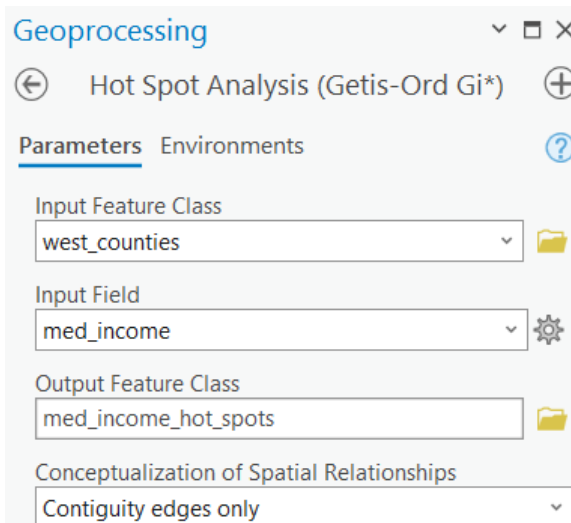 Geoprocessing
Hot Spot Analysis (Getis-Ord Gi*)
Parameters Environments
Input Feature Class
west_counties
Input Field
med_income
Output Feature Class
med_income_hot_spots
Conceptualization of Spatial Relationships
Contiguity edges only